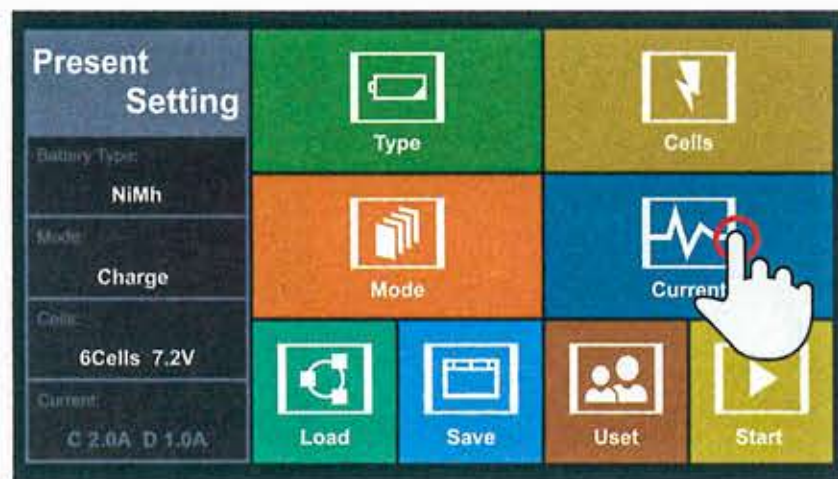 Present
Setting
Battery Type:
NiMh
Mode:
Charge
Cells:
6Cells 7.2V
Current:
C 2.0A D 1.0A
Type
Cells
Mode
Current
Load
Save
Uset
Start